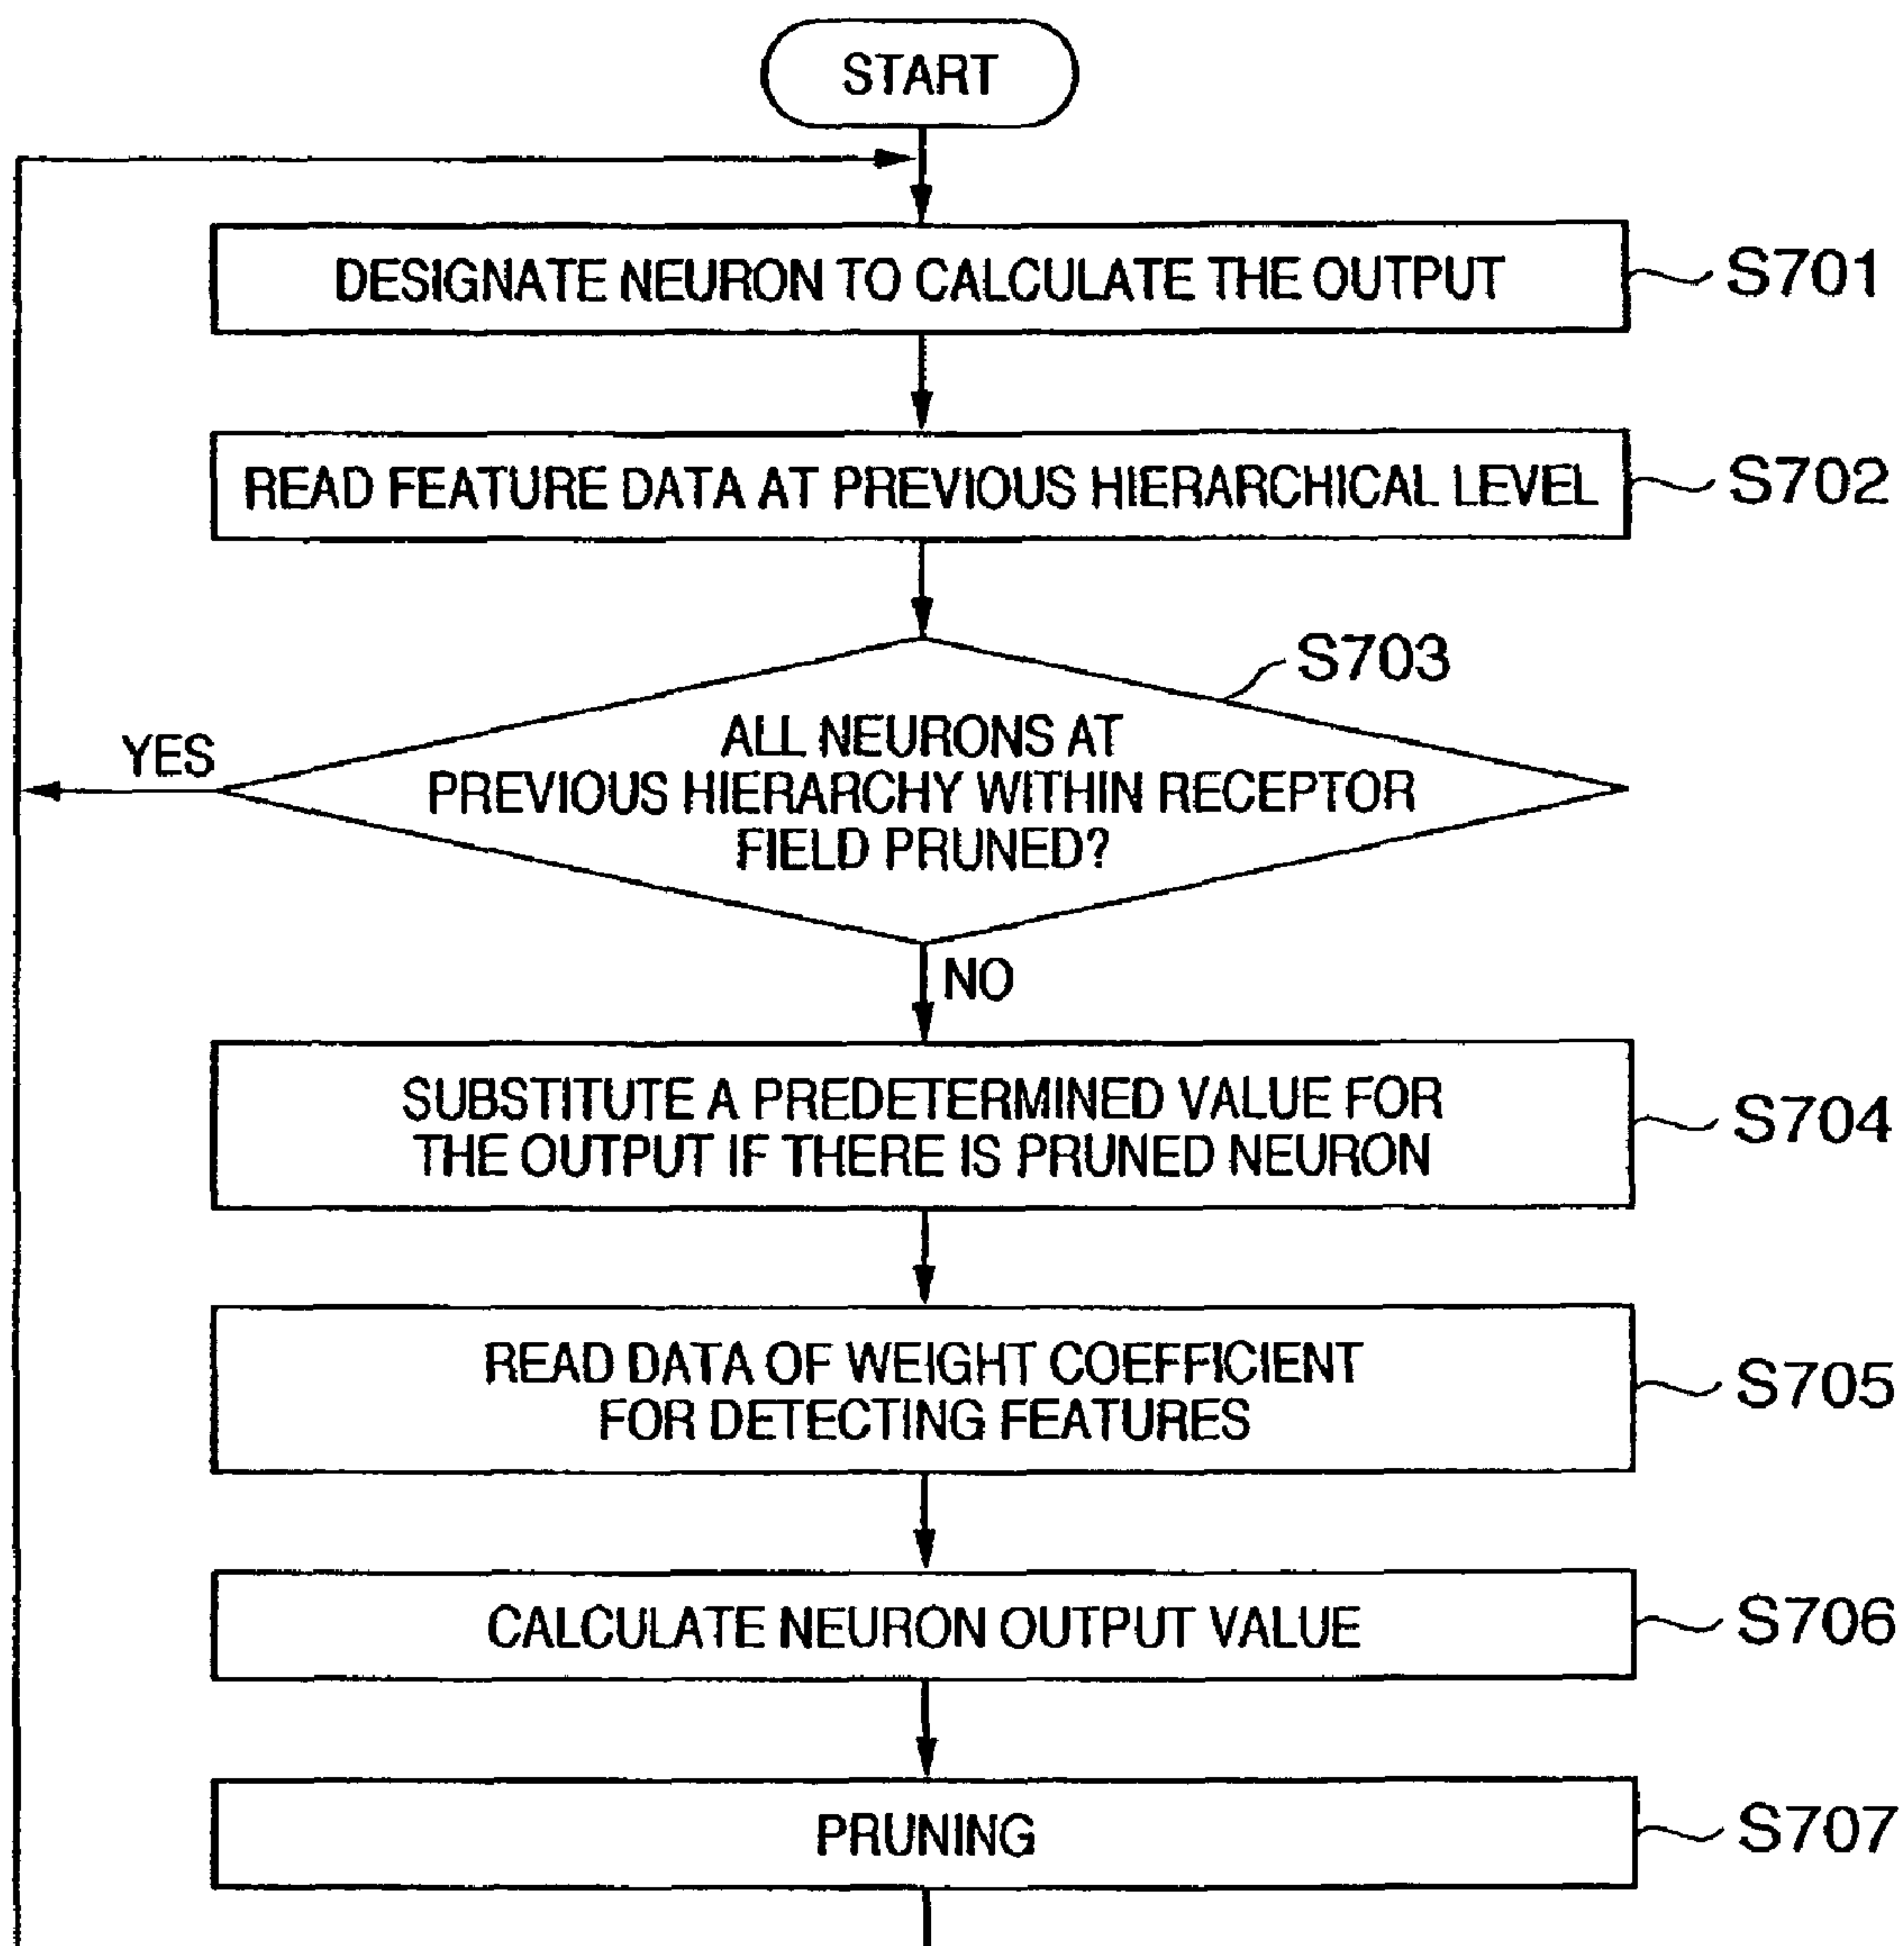 START
DESIGNATE NEURON TO CALCULATE THE OUTPUT
S701
READ FEATURE DATA AT PREVIOUS HIERARCHICAL LEVEL
S702
S703
ALL NEURONS AT
PREVIOUS HIERARCHY WITHIN RECEPTOR
FIELD PRUNED?
YES
NO
SUBSTITUTE A PREDETERMINED VALUE FOR
THE OUTPUT IF THERE IS PRUNED NEURON
S704
READ DATA OF WEIGHT COEFFICIENT
FOR DETECTING FEATURES
S705
CALCULATE NEURON OUTPUT VALUE
S706
PRUNING
S707